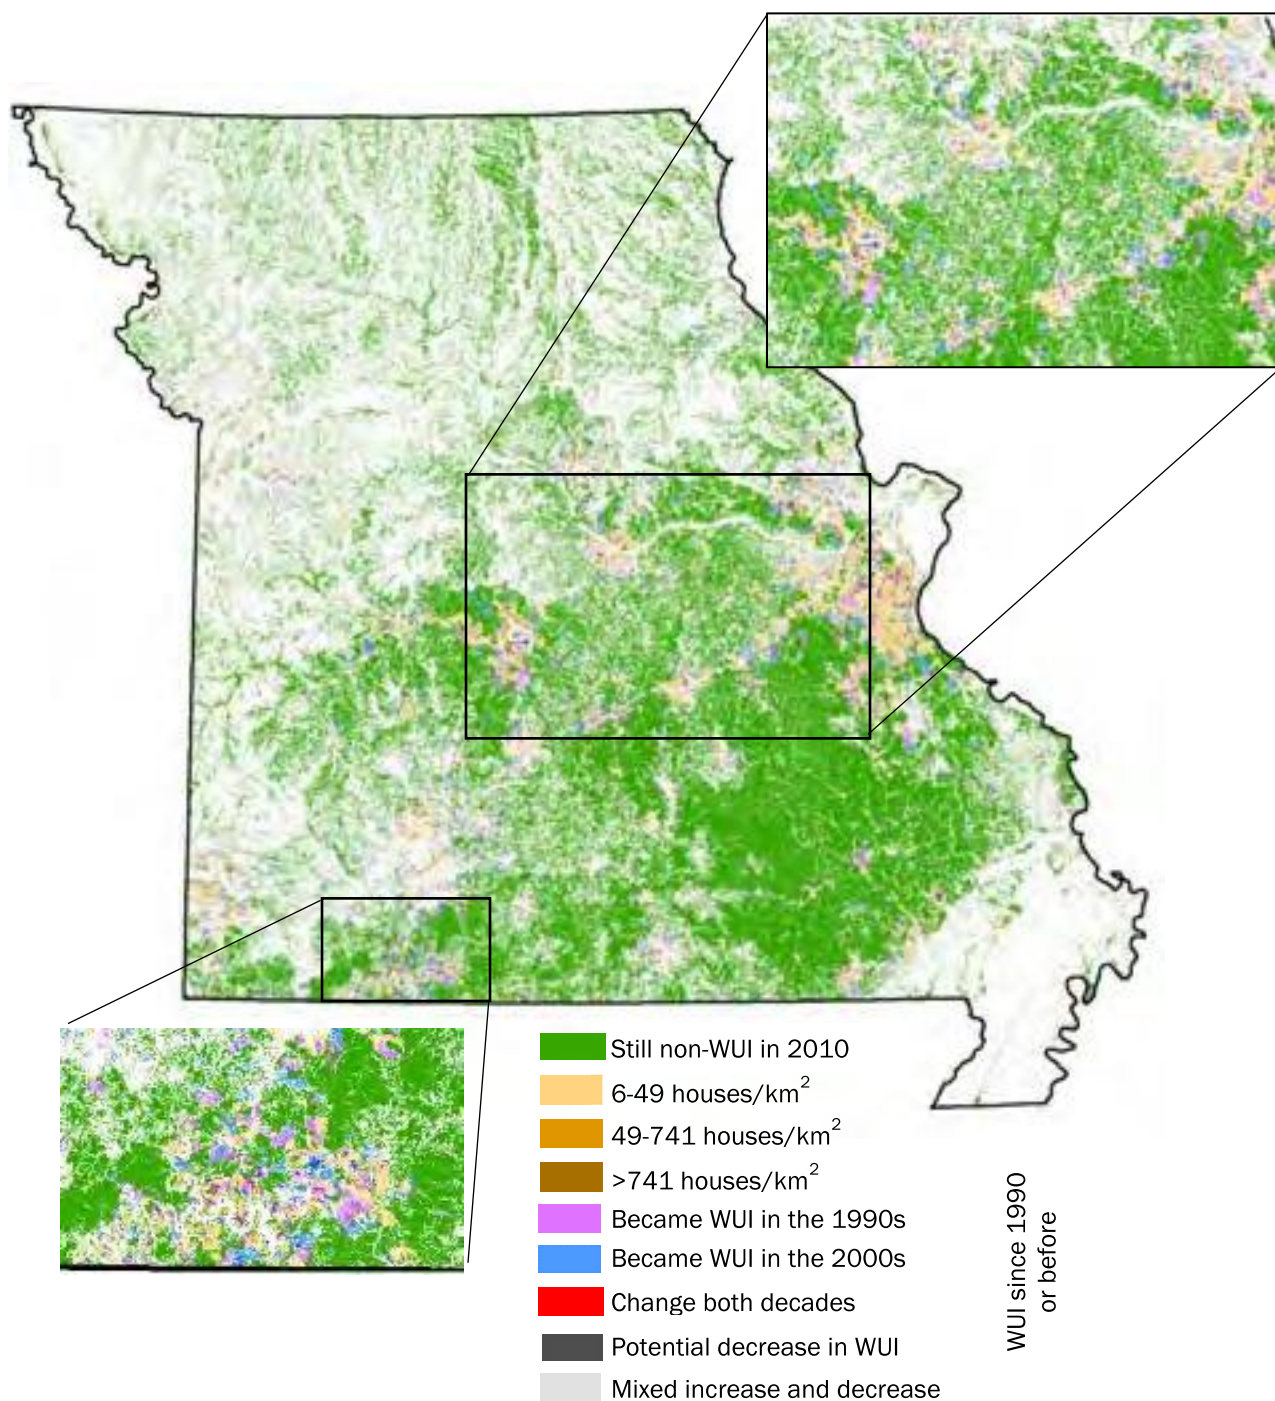 Still non-WUI in 2010
6-49 houses/km²
49-741 houses/km²
>741 houses/km²
Became WUI in the 1990s
Became WUI in the 2000s
Change both decades
Potential decrease in WUI
Mixed increase and decrease
WUI since 1990
or before